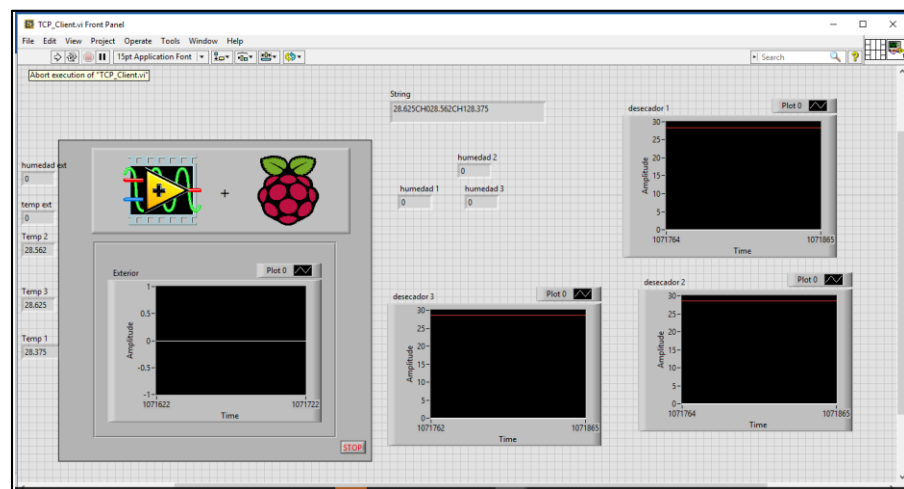 TCP_Client.vi Front Panel
File Edit View Project Operate Tools Window Help
15pt Application Font
Search
Abort execution of "TCP_Client.vi"
String
28.625CH028.562CH128.375
humedad ext
0
temp ext
0
Temp 2
28.562
Temp 3
28.625
Temp 1
28.375
+
Exterior
Plot 0
Amplitude
1
0.5
0
-0.5
-1
1071622
1071722
Time
STOP
humedad 2
0
humedad 1
0
humedad 3
0
desecador 1
Plot 0
Amplitude
30
25
20
15
10
5
0
1071764
1071865
Time
desecador 3
Plot 0
Amplitude
30
25
20
15
10
5
0
1071762
1071865
Time
desecador 2
Plot 0
Amplitude
30
25
20
15
10
5
0
1071764
1071865
Time